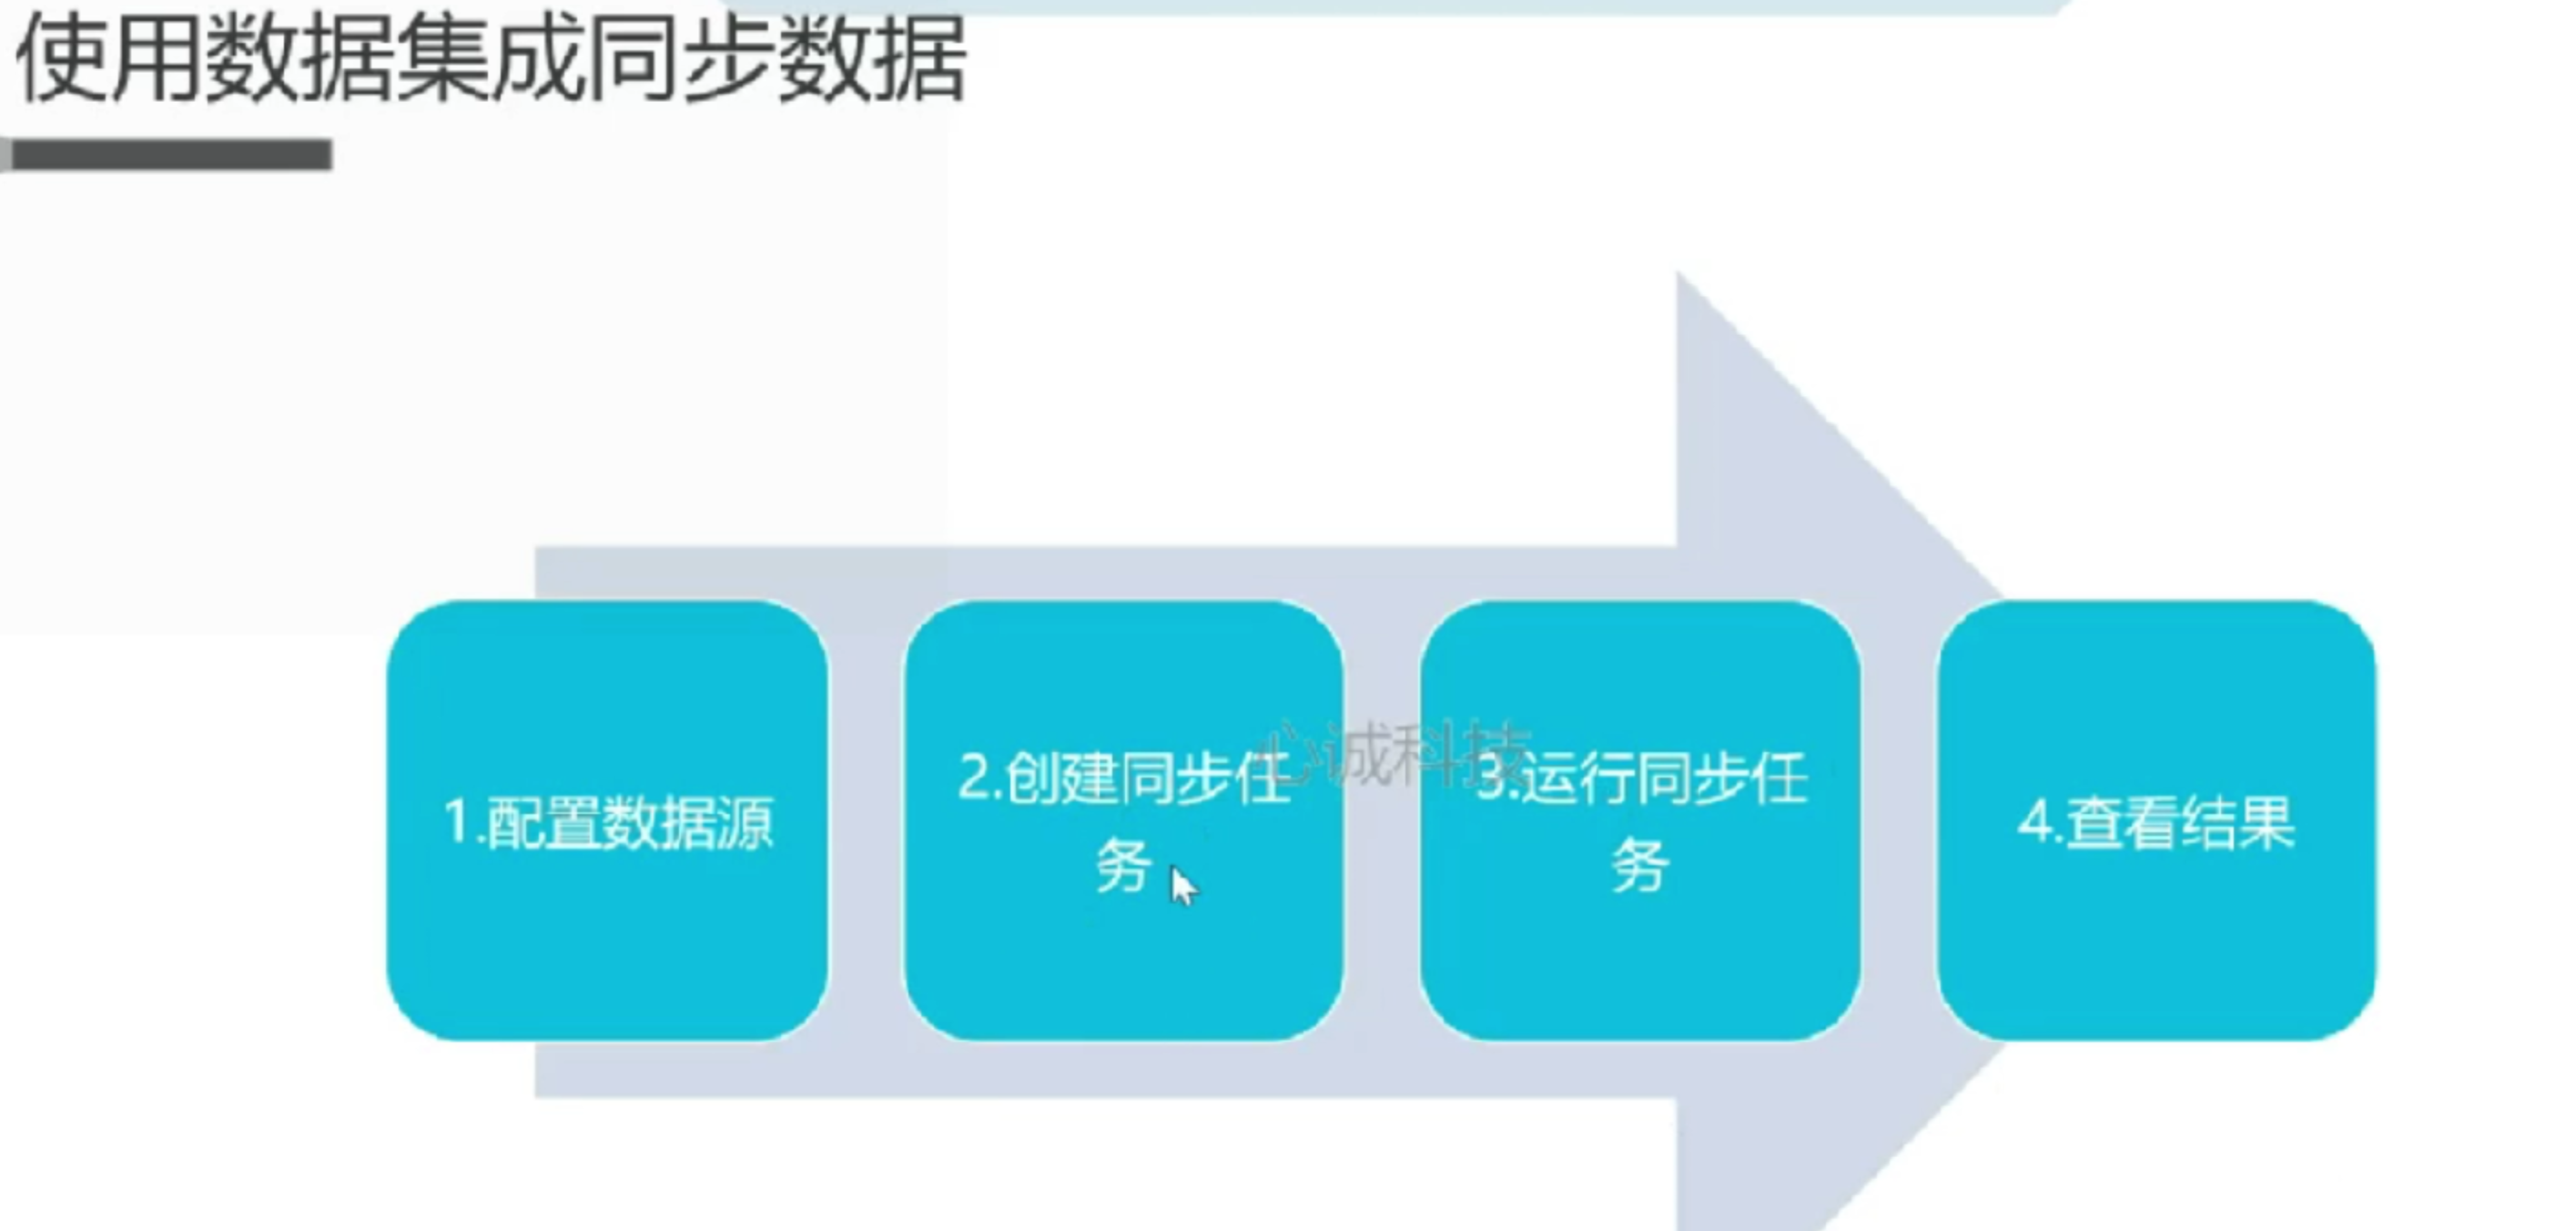 使用数据集成同步数据
1.配置数据源
2.创建同步任
务
3.运行同步任
务
4.查看结果
心诚科技